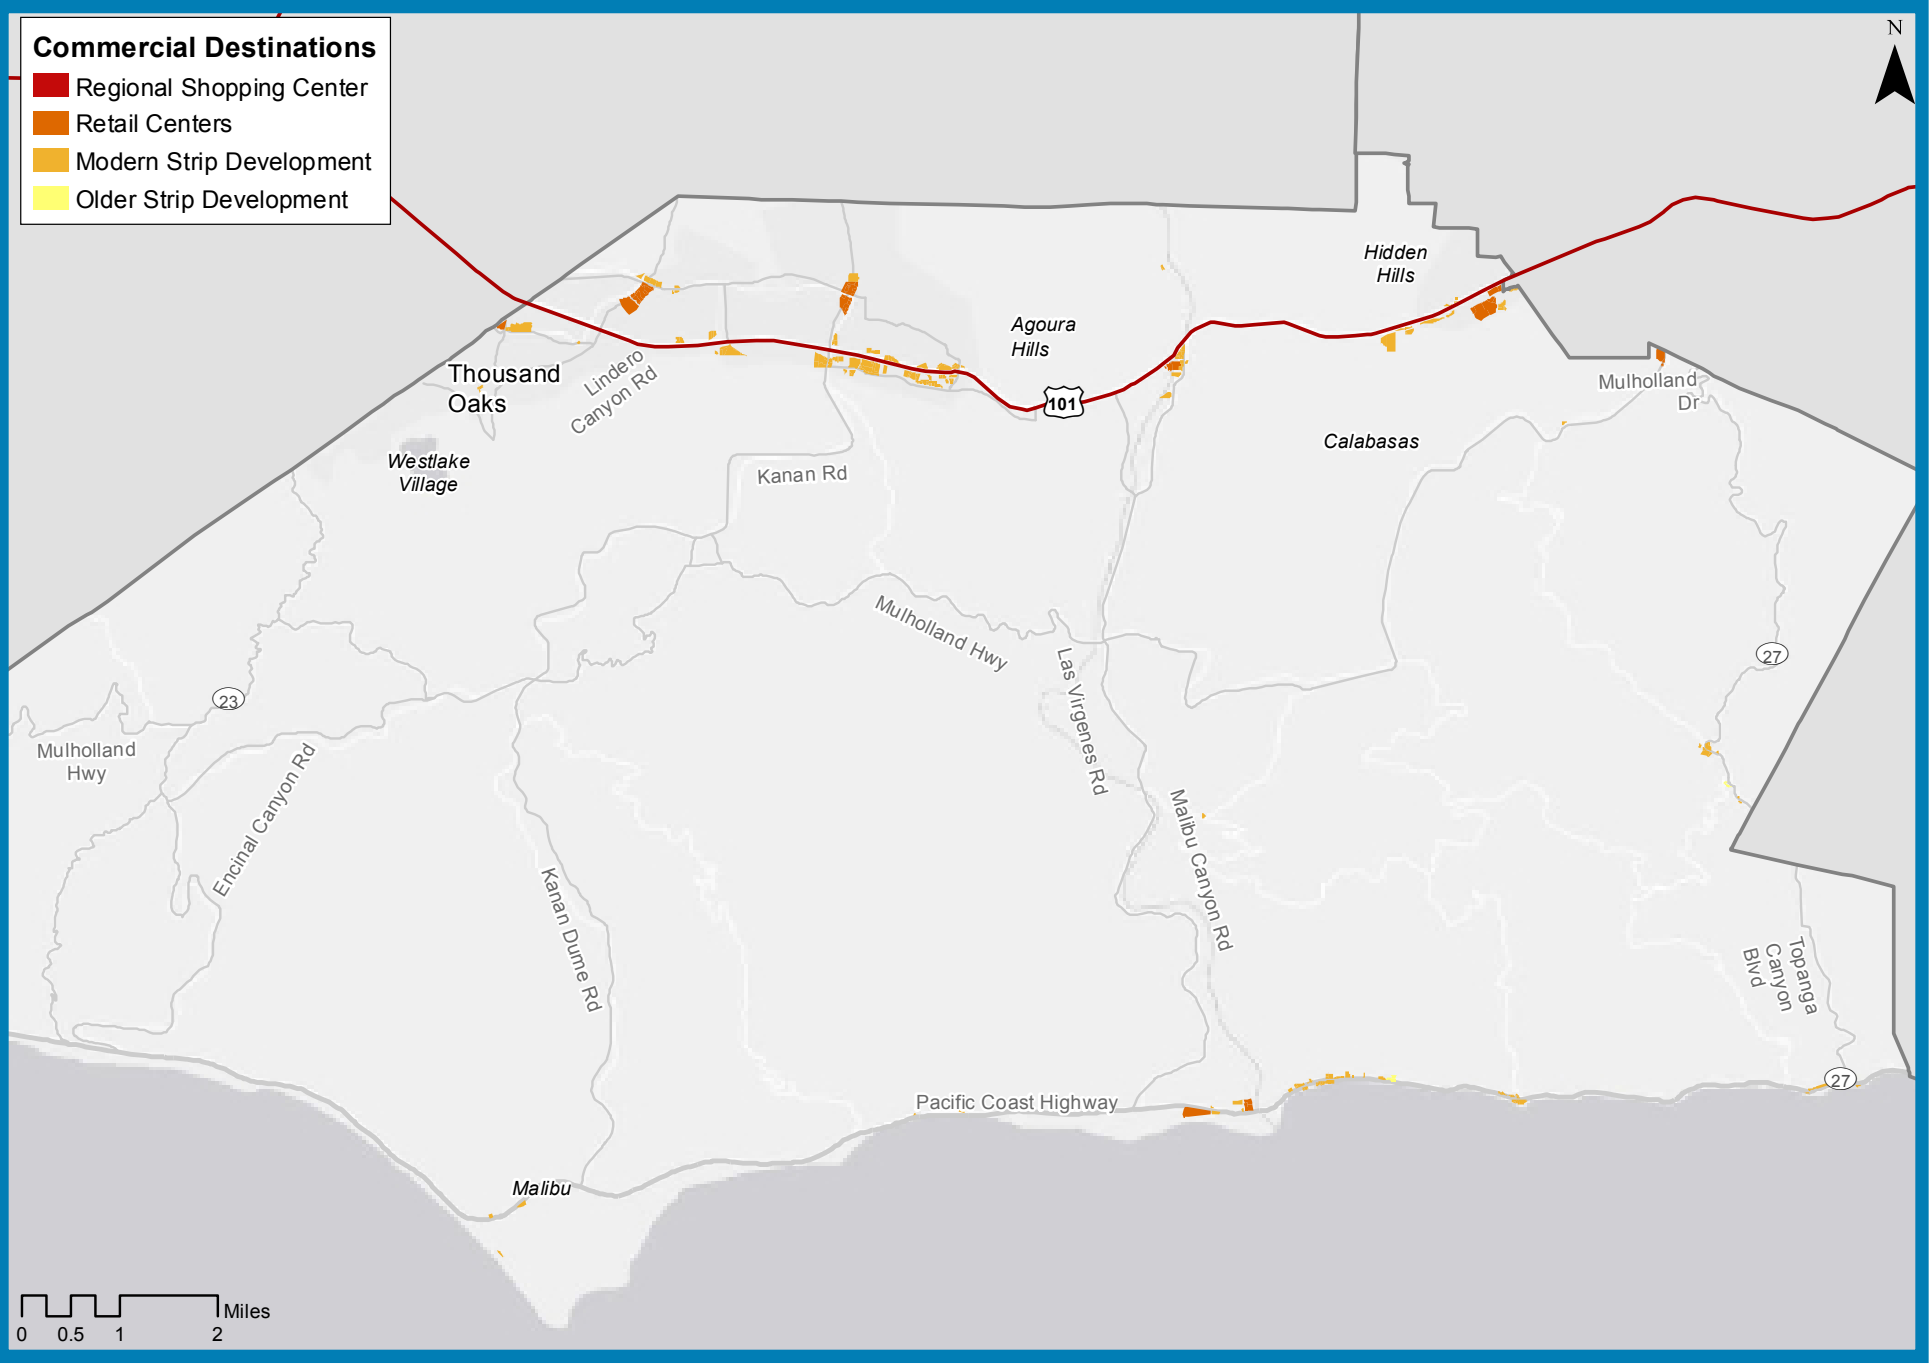 Commercial Destinations
Regional Shopping Center
Retail Centers
Modern Strip Development
Older Strip Development
N
Hidden
Hills
Agoura
Hills
Thousand
Oaks
Lindero
Canyon Rd
101
Mulholland
Dr
Calabasas
Westlake
Village
Kanan Rd
Mulholland Hwy
27
Las Virgenes Rd
23
Mulholland
Hwy
Encinal Canyon Rd
Malibu Canyon Rd
Kanan Dume Rd
Topanga
Canyon
Blvd
27
Pacific Coast Highway
Malibu
Miles
0 0.5 1 2